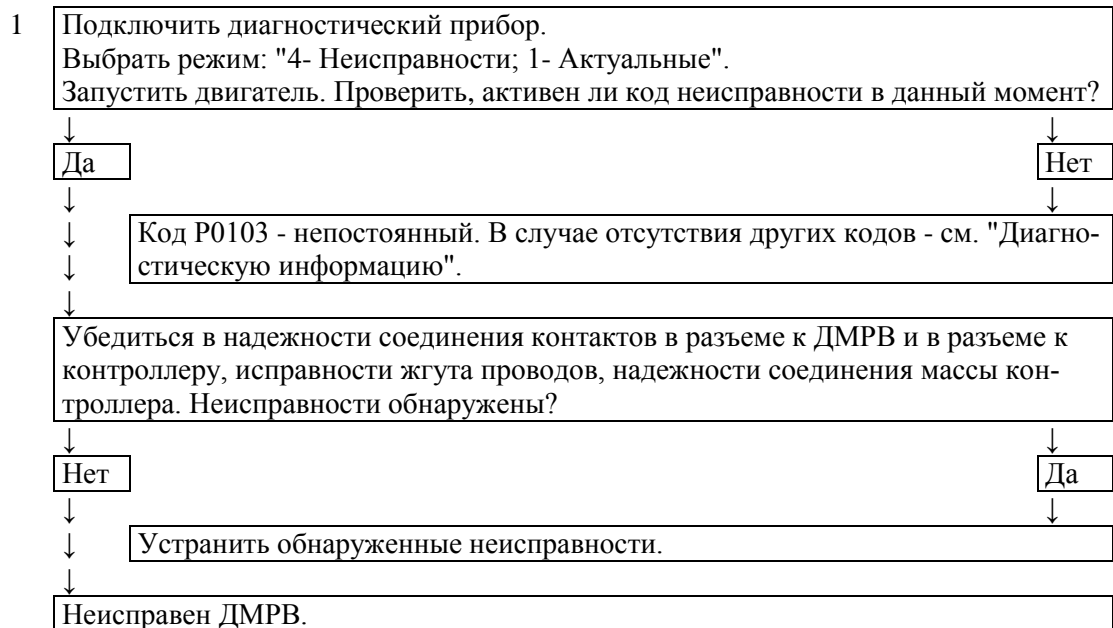 1 Подключить диагностический прибор.
Выбрать режим: "4- Неисправности; 1- Актуальные".
Запустить двигатель. Проверить, активен ли код неисправности в данный момент?
↓ ↓
Да Нет
↓ ↓
↓ Код Р0103 - непостоянный. В случае отсутствия других кодов - см. "Диагно-
↓ стическую информацию".
↓
Убедиться в надежности соединения контактов в разъеме к ДМРВ и в разъеме к
контроллеру, исправности жгута проводов, надежности соединения массы кон-
троллера. Неисправности обнаружены?
↓ ↓
Нет Да
↓ ↓
↓ Устранить обнаруженные неисправности.
↓
Неисправен ДМРВ.